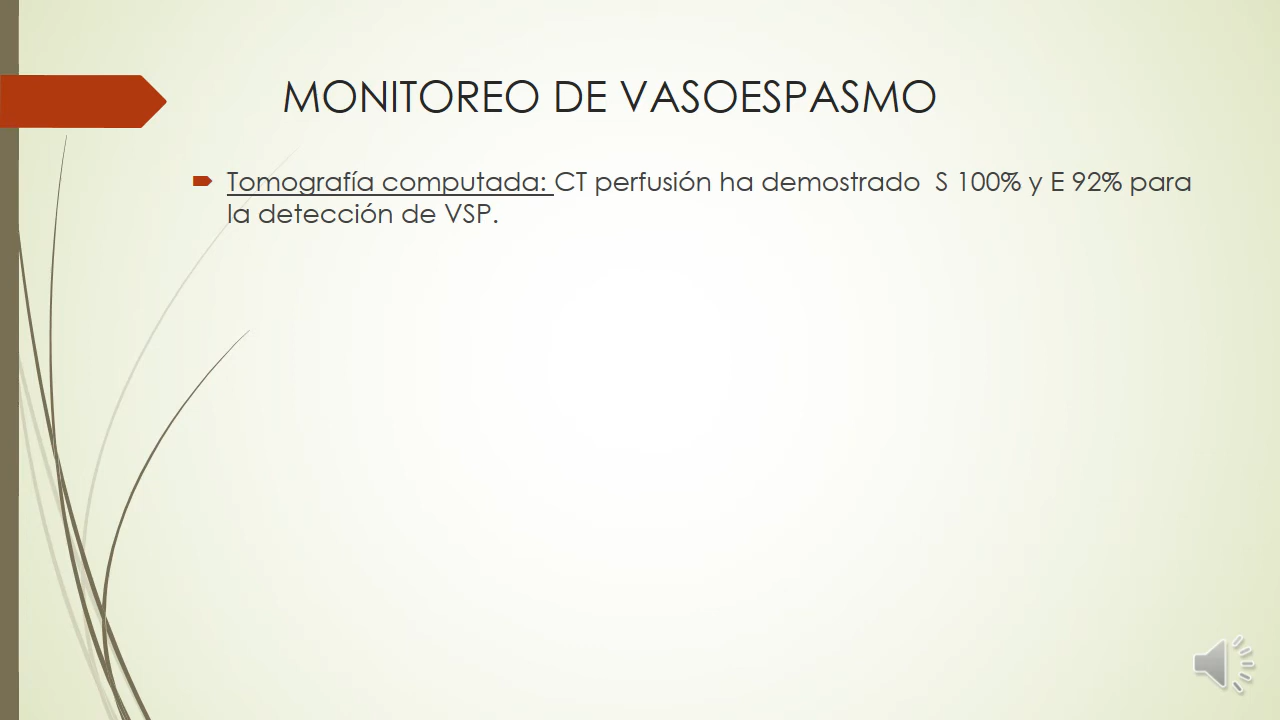 MONITOREO DE VASOESPASMO
Tomografía computada: CT perfusión ha demostrado  S 100% y E 92% para
la detección de VSP.